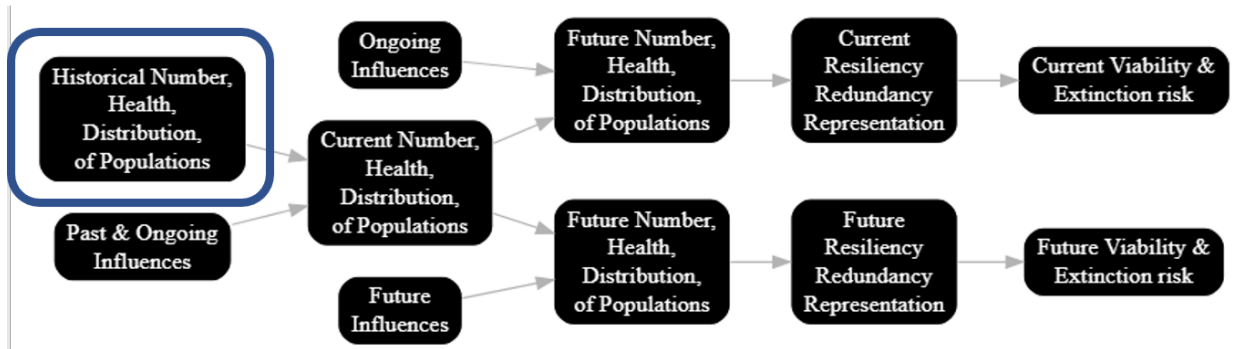 Historical Number,
Health,
Distribution,
of Populations
Past & Ongoing
Influences
Ongoing
Influences
Current Number,
Health,
Distribution,
of Populations
Future
Influences
Future Number,
Health,
Distribution,
of Populations
Current
Resiliency
Redundancy
Representation
Current Viability &
Extinction risk
Future Number,
Health,
Distribution,
of Populations
Future
Resiliency
Redundancy
Representation
Future Viability &
Extinction risk